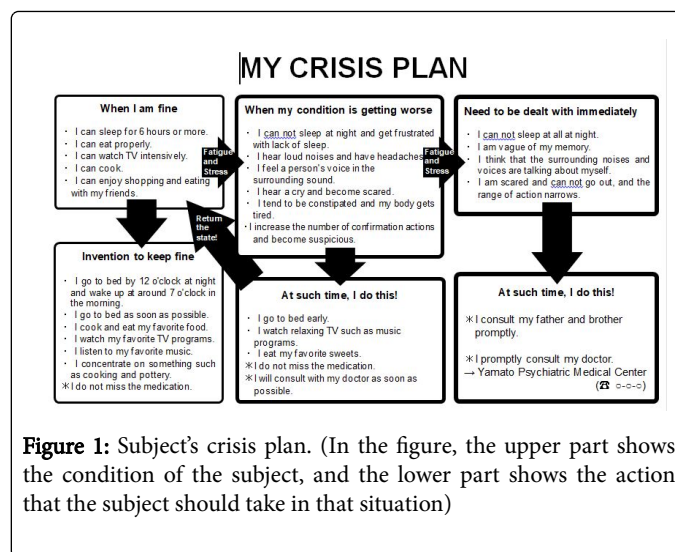 MY CRISIS PLAN
When I am fine
· I can sleep for 6 hours or more.
· I can eat properly.
· I can watch TV intensively.
· I can cook.
· I can enjoy shopping and eating
with my friends.
Fatigue
and
Stress
When my condition is getting worse
· I can not sleep at night and get frustrated
with lack of sleep.
· I hear loud noises and have headaches
· I feel a person's voice in the
surrounding sound.
· I hear a cry and become scared.
· I tend to be constipated and my body gets
tired.
· I increase the number of confirmation actions
and become suspicious.
Fatigue
and
Stress
Need to be dealt with immediately
· I can not sleep at all at night.
· I am vague of my memory.
· I think that the surrounding noises and
voices are talking about myself.
· I am scared and can not go out, and the
range of action narrows.
Return
the
state!
Invention to keep fine
· I go to bed by 12 o'clock at night
and wake up at around 7 o'clock in
the morning.
· I go to bed as soon as possible.
· I cook and eat my favorite food.
· I watch my favorite TV programs.
· I listen to my favorite music.
· I concentrate on something such
as cooking and pottery.
＊I do not miss the medication.
At such time, I do this!
· I go to bed early.
· I watch relaxing TV such as music
programs.
· I eat my favorite sweets.
＊I do not miss the medication.
＊I will consult with my doctor as soon as
possible.
At such time, I do this!
＊I consult my father and brother
promptly.
＊I promptly consult my doctor.
→ Yamato Psychiatric Medical Center
(☎ ○-○-○)
Figure 1: Subject's crisis plan. (In the figure, the upper part shows
the condition of the subject, and the lower part shows the action
that the subject should take in that situation)